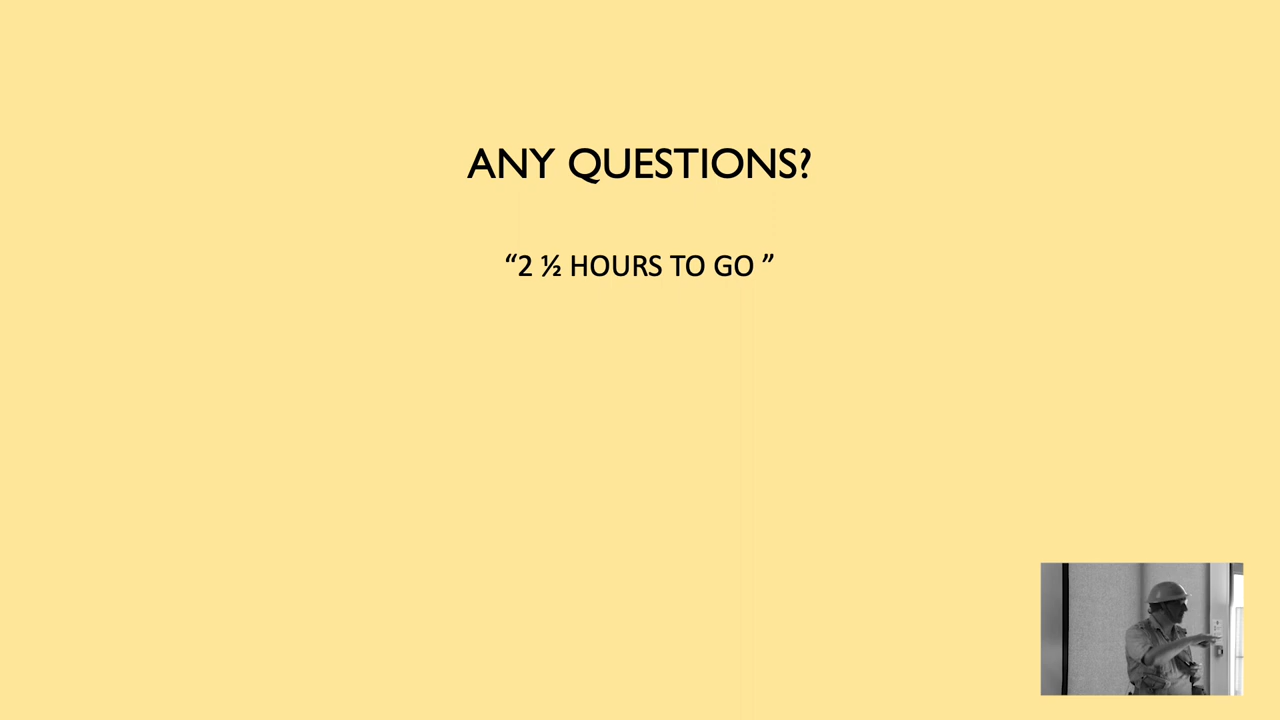 ANY QUESTIONS?
“2 ½ HOURS TO GO ”